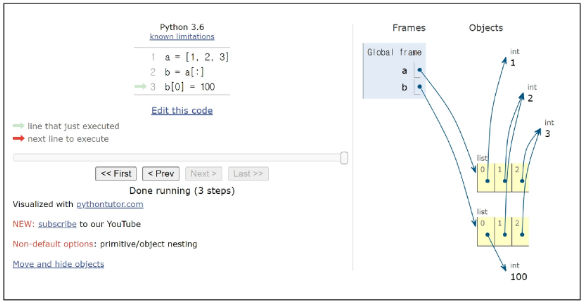 Python 3.6
known limitations
1 a = [1, 2, 3]
2 b = a[:]
3 b[0] = 100
Edit this code
line that just executed
next line to execute
<< First < Prev Next > Last >>
Done running (3 steps)
Visualized with pythontutor.com
NEW: subscribe to our YouTube
Non-default options: primitive/object nesting
Move and hide objects
Frames Objects
Global frame
a
b
int
1
int
2
int
3
list
0 1 2
list
0 1 2
int
100